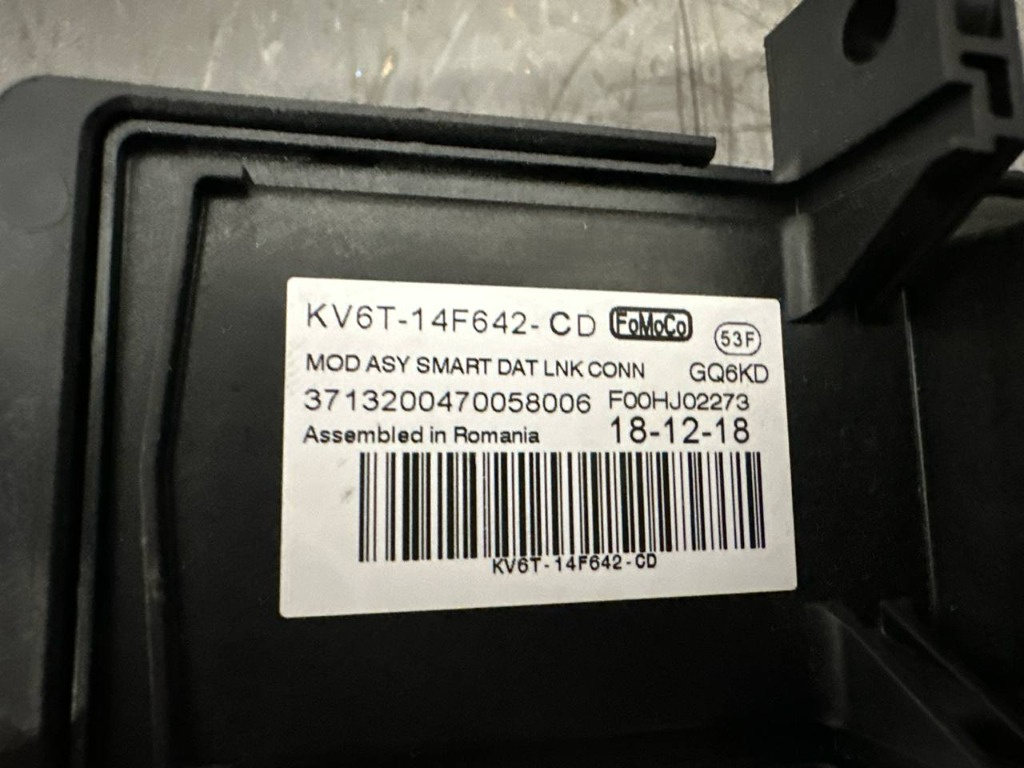 KV6T-14F642-CD FoMoCo 53F
MOD ASY SMART DAT LNK CONN GQ6KD
3713200470058006 F00HJ02273
Assembled in Romania 18-12-18
KV6T-14F642-CD